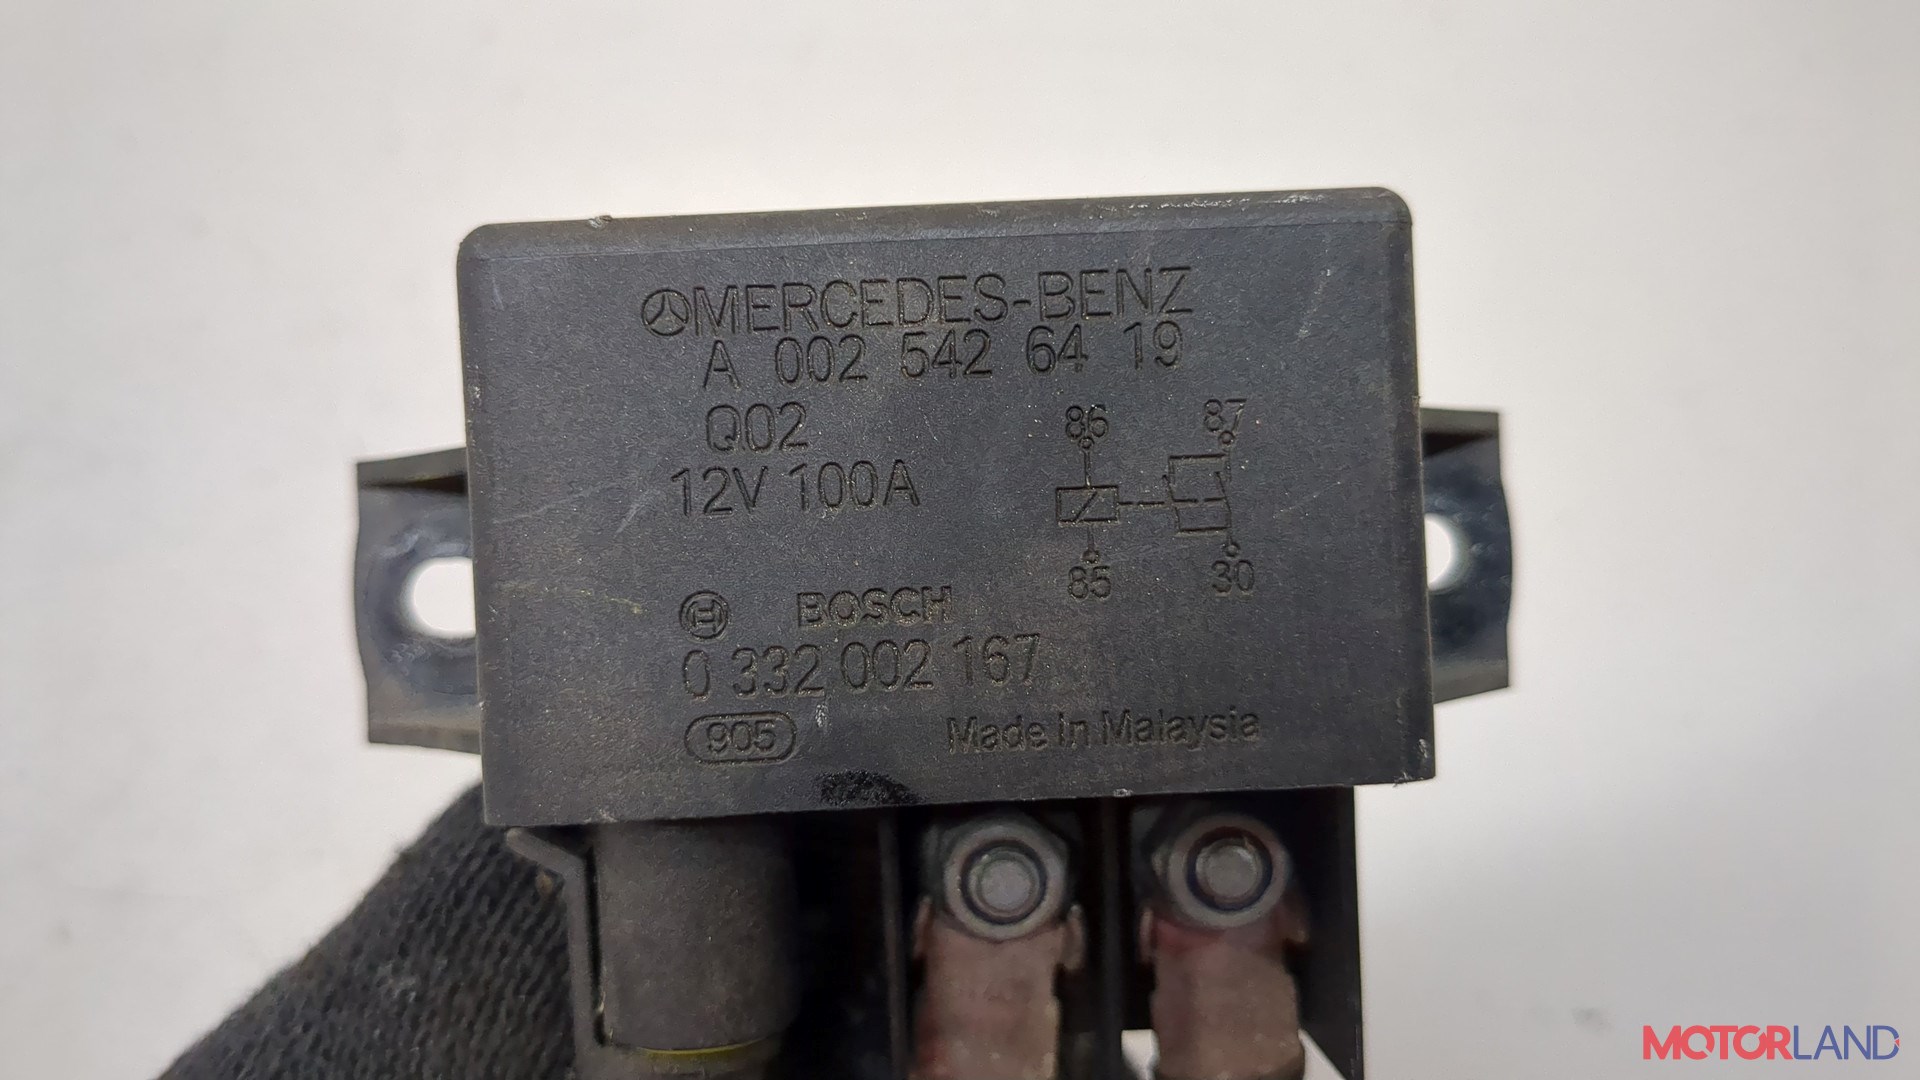 MERCEDES-BENZ
A 002 542 64 19
Q02
12V 100A
86 87
85 30
BOSCH
0 332 002 167
905 Made in Malaysia
MOTORLAND